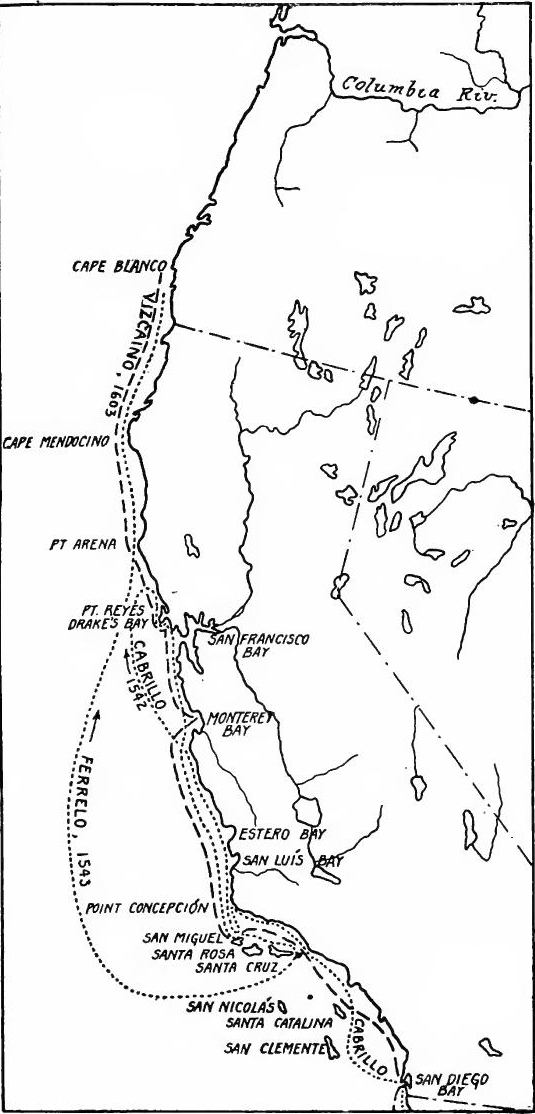 Columbia Riv.
CAPE BLANCO
VIZCAINO, 1603
CAPE MENDOCINO
PT ARENA
PT. REYES
DRAKE'S BAY
SAN FRANCISCO
BAY
CABRILLO
1542
MONTEREY
BAY
FERRELO, 1543
ESTERO BAY
SAN LUÍS BAY
POINT CONCEPCIÓN
SAN MIGUEL
SANTA ROSA
SANTA CRUZ
SAN NICOLÁS
SANTA CATALINA
SAN CLEMENTE
CABRILLO
SAN DIEGO
BAY